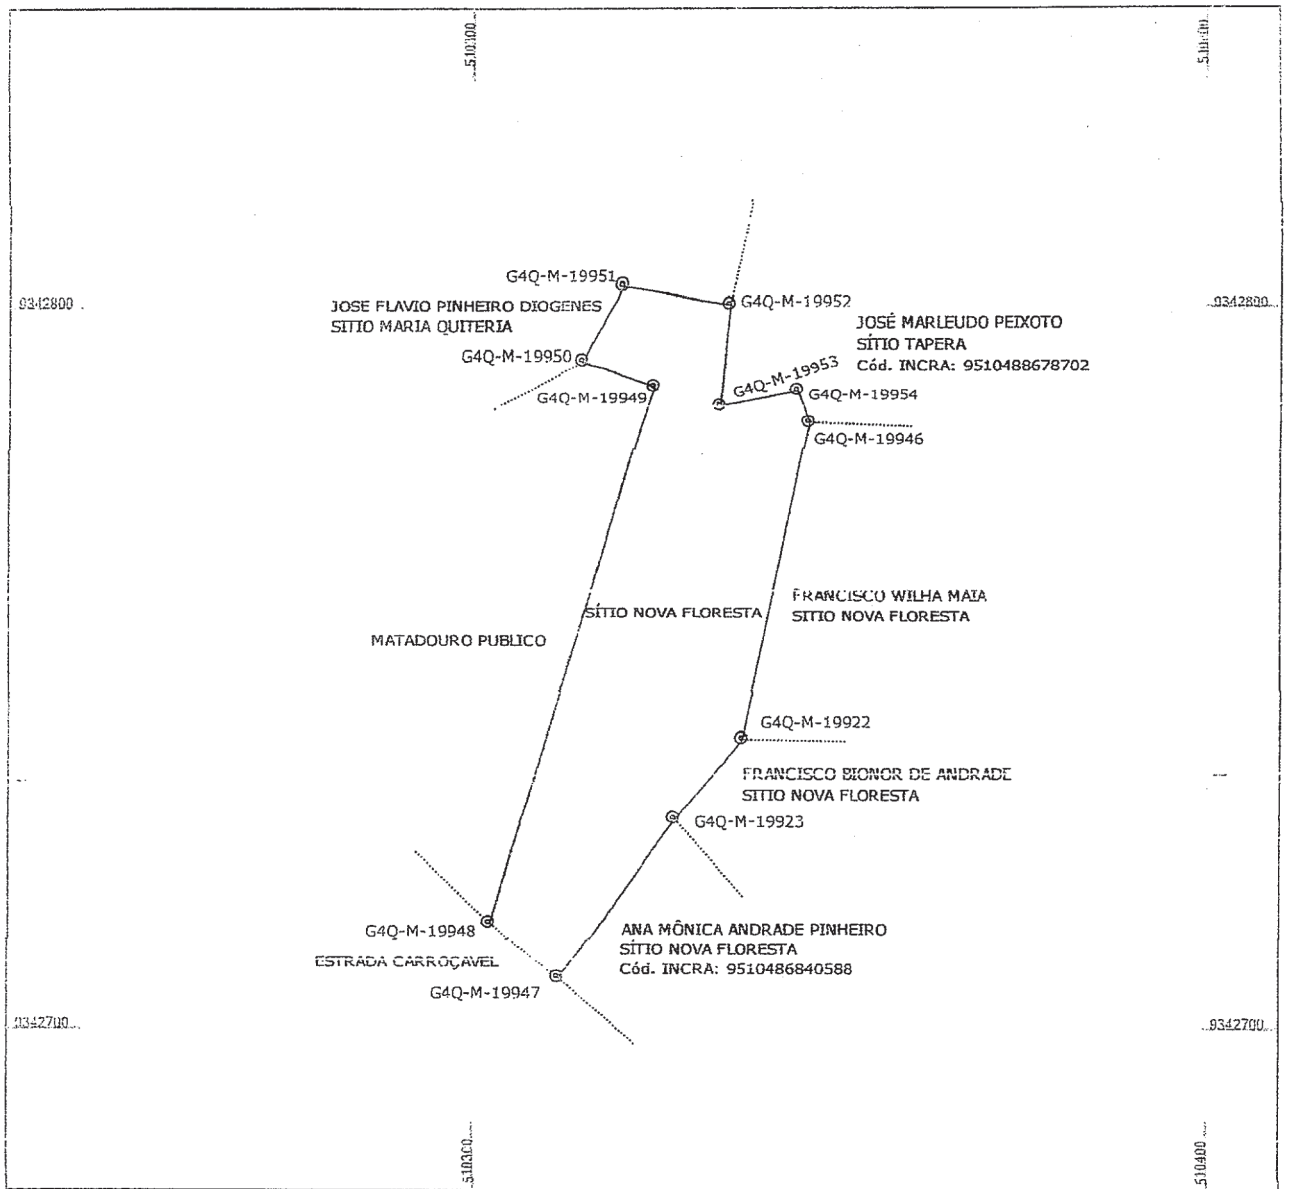 510300
510400
G4Q-M-19951
G4Q-M-19952
9342800
9342800
JOSE FLAVIO PINHEIRO DIOGENES
SITIO MARIA QUITERIA
JOSÉ MARLEUDO PEIXOTO
SÍTIO TAPERA
Cód. INCRA: 9510488678702
G4Q-M-19950
G4Q-M-19953
G4Q-M-19949
G4Q-M-19954
G4Q-M-19946
FRANCISCO WILHA MAIA
SITIO NOVA FLORESTA
SÍTIO NOVA FLORESTA
MATADOURO PUBLICO
G4Q-M-19922
FRANCISCO BIONOR DE ANDRADE
SITIO NOVA FLORESTA
G4Q-M-19923
G4Q-M-19948
ANA MÔNICA ANDRADE PINHEIRO
SÍTIO NOVA FLORESTA
Cód. INCRA: 9510486840588
ESTRADA CARROÇAVEL
G4Q-M-19947
9342700
9342700
510300
510400